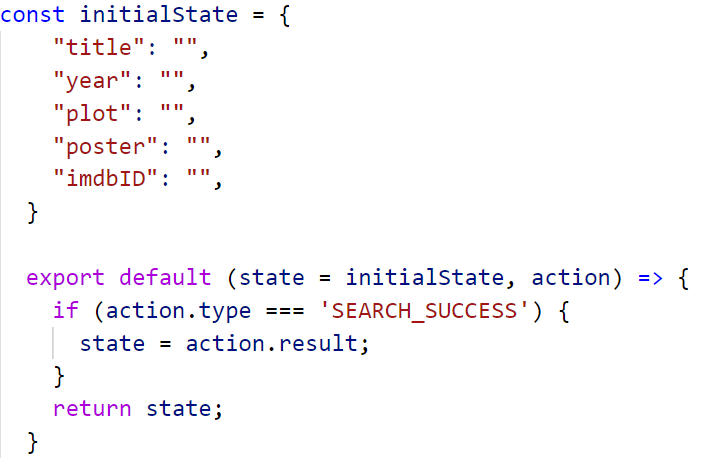 const initialState = {
    "title": "",
    "year": "",
    "plot": "",
    "poster": "",
    "imdbID": "",
  }

  export default (state = initialState, action) => {
    if (action.type === 'SEARCH_SUCCESS') {
      state = action.result;
    }
    return state;
  }